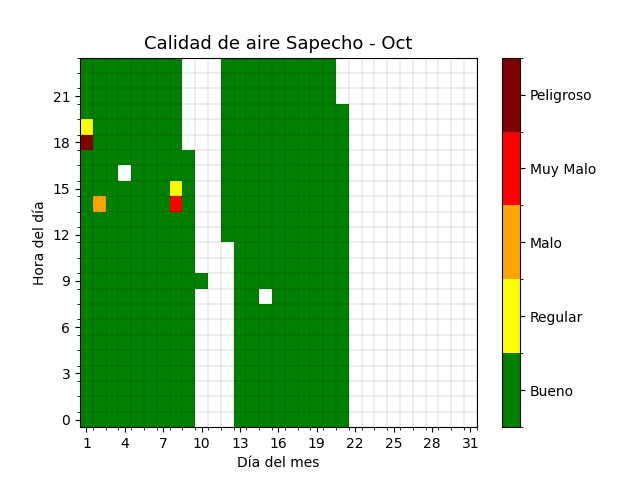 Calidad de aire Sapecho - Oct
Hora del día
21
18
15
12
9
6
3
0
1 4 7 10 13 16 19 22 25 28 31
Día del mes
Peligroso
Muy Malo
Malo
Regular
Bueno